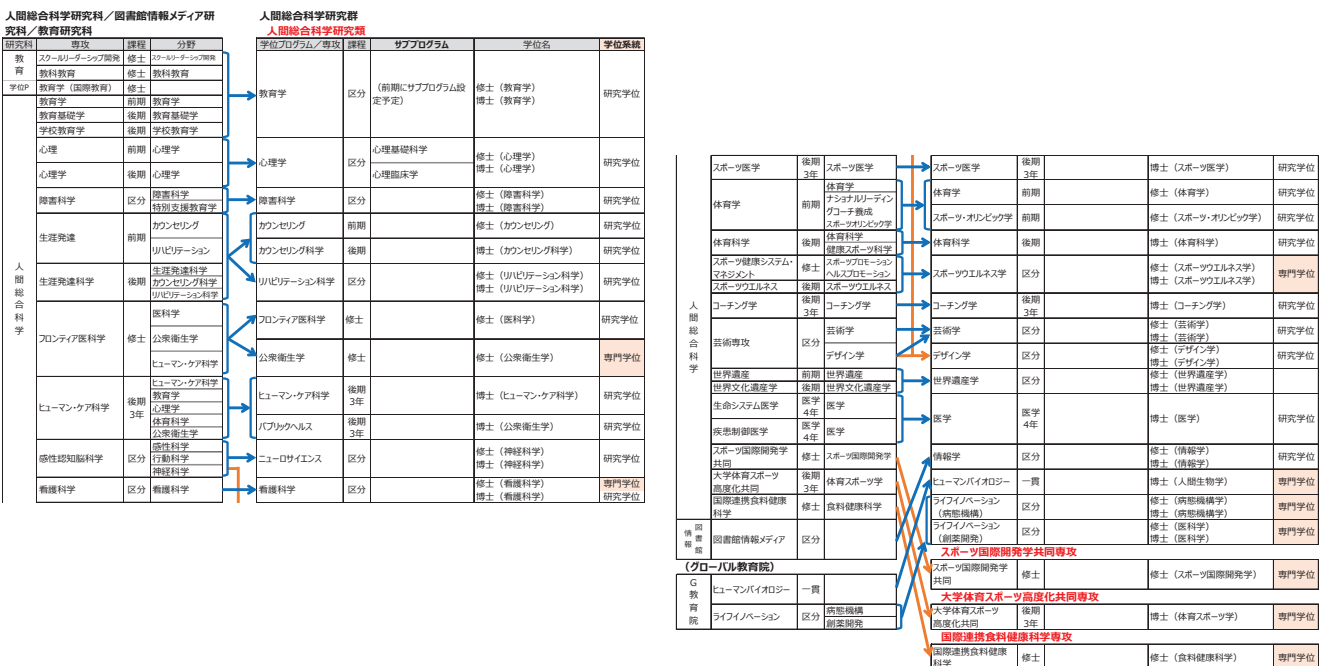 人間総合科学研究科／図書館情報メディア研
究科／教育研究科
研究科 専攻 課程 分野
教育
スクールリーダーシップ開発 修士 スクールリーダーシップ開発
教科教育 修士 教科教育
学位P 教育学（国際教育） 修士
人間総合科学
教育学 前期 教育学
教育基礎学 後期 教育基礎学
学校教育学 後期 学校教育学
心理 前期 心理学
心理学 後期 心理学
障害科学 区分 障害科学
特別支援教育学
生涯発達 前期 カウンセリング
リハビリテーション
生涯発達科学 後期 生涯発達科学
カウンセリング科学
リハビリテーション科学
フロンティア医科学 修士 医科学
公衆衛生学
ヒューマン・ケア科学
ヒューマン・ケア科学 後期
3年
ヒューマン・ケア科学
教育学
心理学
体育科学
公衆衛生学
感性認知脳科学 区分 感性科学
行動科学
神経科学
看護科学 区分 看護科学
人間総合科学研究群
人間総合科学研究類
学位プログラム／専攻 課程 サブプログラム 学位名 学位系統
教育学 区分 （前期にサブプログラム設
定予定）
修士（教育学）
博士（教育学）
研究学位
心理学 区分 心理基礎科学
心理臨床学
修士（心理学）
博士（心理学）
研究学位
障害科学 区分 修士（障害科学）
博士（障害科学）
研究学位
カウンセリング 前期 修士（カウンセリング） 研究学位
カウンセリング科学 後期 博士（カウンセリング科学） 研究学位
リハビリテーション科学 区分 修士（リハビリテーション科学）
博士（リハビリテーション科学）
研究学位
フロンティア医科学 修士 修士（医科学） 研究学位
公衆衛生学 修士 修士（公衆衛生学） 専門学位
ヒューマン・ケア科学 後期
3年
博士（ヒューマン・ケア科学） 研究学位
パブリックヘルス 後期
3年
博士（公衆衛生学） 研究学位
ニューロサイエンス 区分 修士（神経科学）
博士（神経科学）
研究学位
看護科学 区分 修士（看護科学） 専門学位
博士（看護科学） 研究学位
人間総合科学
スポーツ医学 後期
3年
スポーツ医学
体育学 前期 体育学
ナショナルリーディン
グコーチ養成
スポーツオリンピック学
体育科学 後期 体育科学
健康スポーツ科学
スポーツ健康システム・
マネジメント
修士 スポーツプロモーション
ヘルスプロモーション
スポーツウエルネス 後期 スポーツウエルネス
コーチング学 後期
3年
コーチング学
芸術専攻 区分 芸術学
デザイン学
世界遺産 前期 世界遺産
世界文化遺産学 後期 世界文化遺産学
生命システム医学 医学
4年
医学
疾患制御医学 医学
4年
医学
スポーツ国際開発学
共同
修士 スポーツ国際開発学
大学体育スポーツ
高度化共同
後期
3年
体育スポーツ学
国際連携食料健康
科学
修士 食料健康科学
図書館情報
図書館情報メディア 区分
(グローバル教育院)
G教育院
ヒューマンバイオロジー 一貫
ライフイノベーション 区分 病態機構
創薬開発
スポーツ医学 後期
3年
博士（スポーツ医学） 研究学位
体育学 前期 修士（体育学） 研究学位
スポーツ・オリンピック学 前期 修士（スポーツ・オリンピック学） 研究学位
体育科学 後期 博士（体育科学） 研究学位
スポーツウエルネス学 区分 修士（スポーツウエルネス学）
博士（スポーツウエルネス学）
専門学位
コーチング学 後期
3年
博士（コーチング学） 研究学位
芸術学 区分 修士（芸術学）
博士（芸術学）
研究学位
デザイン学 区分 修士（デザイン学）
博士（デザイン学）
研究学位
世界遺産学 区分 修士（世界遺産学）
博士（世界遺産学）
医学 医学
4年
博士（医学） 研究学位
情報学 区分 修士（情報学）
博士（情報学）
研究学位
ヒューマンバイオロジー 一貫 博士（人間生物学） 専門学位
ライフイノベーション
（病態機構）
区分 修士（病態機構学）
博士（病態機構学）
専門学位
ライフイノベーション
（創薬開発）
区分 修士（医科学）
博士（医科学）
専門学位
スポーツ国際開発学共同専攻
スポーツ国際開発学
共同
修士 修士（スポーツ国際開発学） 専門学位
大学体育スポーツ高度化共同専攻
大学体育スポーツ
高度化共同
後期
3年
博士（体育スポーツ学） 専門学位
国際連携食料健康科学専攻
国際連携食料健康
科学
修士 修士（食料健康科学） 専門学位